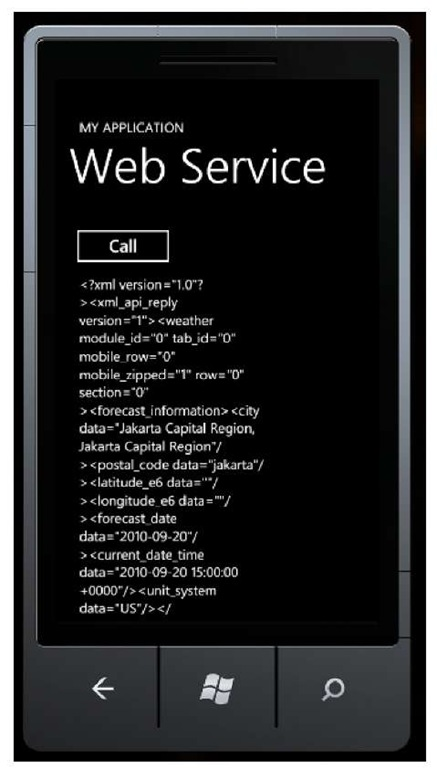 MY APPLICATION
Web Service
Call
<?xml version="1.0"?
><xml_api_reply
version="1"><weather
module_id="0" tab_id="0"
mobile_row="0"
mobile_zipped="1" row="0"
section="0"
><forecast_information><city
data="Jakarta Capital Region,
Jakarta Capital Region"/
><postal_code data="jakarta"/
><latitude_e6 data=""/
><longitude_e6 data=""/
><forecast_date
data="2010-09-20"/
><current_date_time
data="2010-09-20 15:00:00
+0000"/><unit_system
data="US"/></